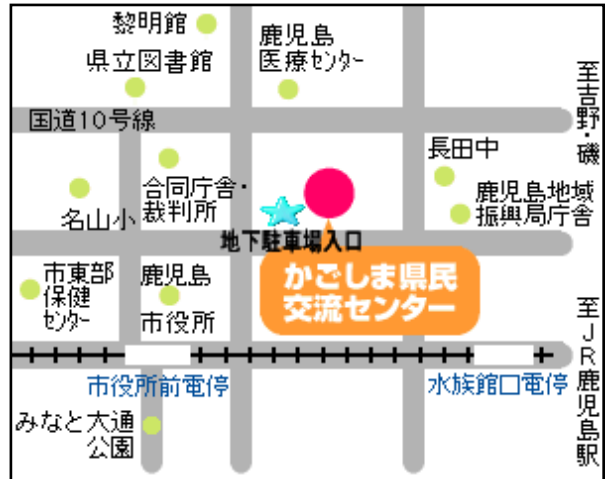 黎明館
県立図書館
鹿児島
医療センター
国道10号線
至吉野・磯
長田中
合同庁舎・
裁判所
名山小
鹿児島地域
振興局庁舎
地下駐車場入口
かごしま県民
交流センター
市東部
保健
センター
鹿児島
市役所
至JR鹿児島駅
市役所前電停
水族館口電停
みなと大通
公園